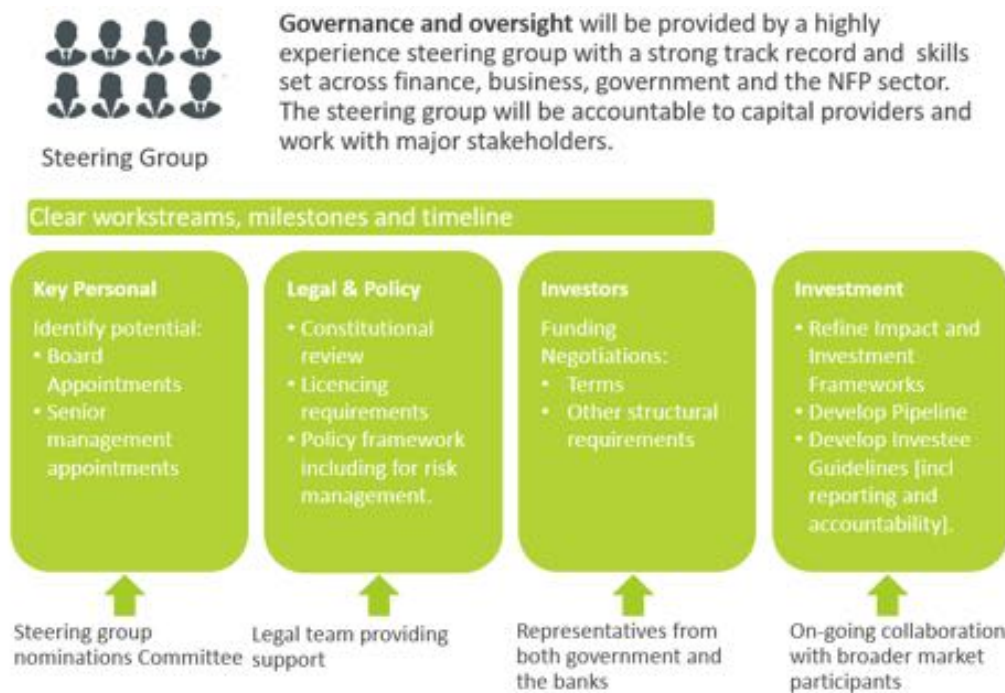 Governance and oversight will be provided by a highly
experience steering group with a strong track record and skills
set across finance, business, government and the NFP sector.
The steering group will be accountable to capital providers and
work with major stakeholders.
Steering Group
Clear workstreams, milestones and timeline
Key Personal
Identify potential:
• Board
Appointments
• Senior
management
appointments
Legal & Policy
• Constitutional
review
• Licencing
requirements
• Policy framework
including for risk
management.
Investors
Funding
Negotiations:
• Terms
• Other structural
requirements
Investment
• Refine Impact and
Investment
Frameworks
• Develop Pipeline
• Develop Investee
Guidelines [incl
reporting and
accountability].
Steering group
nominations Committee
Legal team providing
support
Representatives from
both government and
the banks
On-going collaboration
with broader market
participants